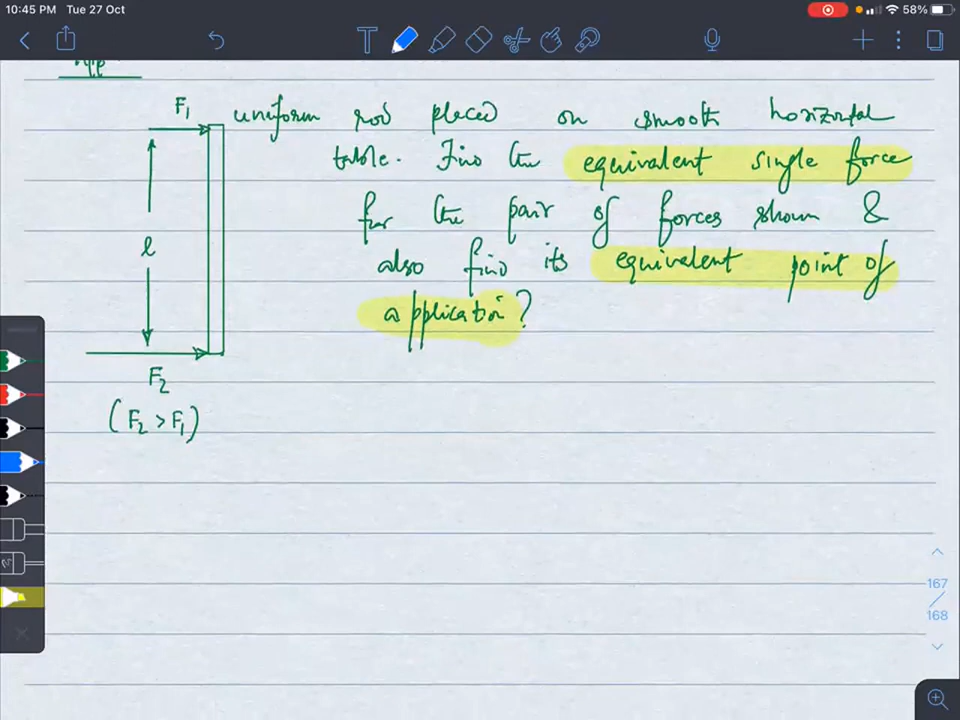 10:45 PM Tue 27 Oct
58%
F₁ uniform rod placed on smooth horizontal
table. Find the equivalent single force
for the pair of forces shown &
l
also find its equivalent point of
application?
F₂
(F₂ > F₁)
167
168